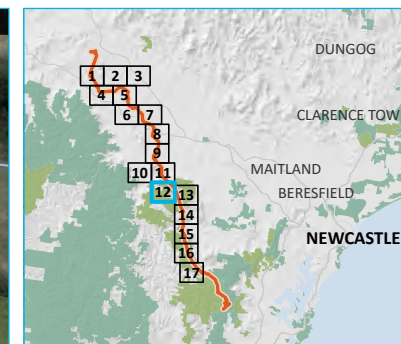 DUNGOG
1 2 3
4 5
6 7
CLARENCE TOW
8
9
MAITLAND
10 11
BERESFIELD
12 13
14
15
NEWCASTLE
16
17